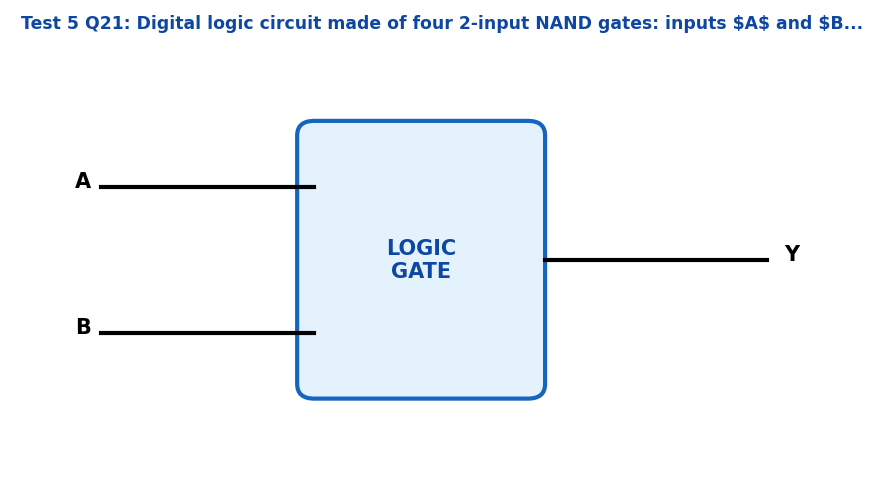 Test 5 Q21: Digital logic circuit made of four 2-input NAND gates: inputs $A$ and $B...
A
LOGIC
GATE
Y
B